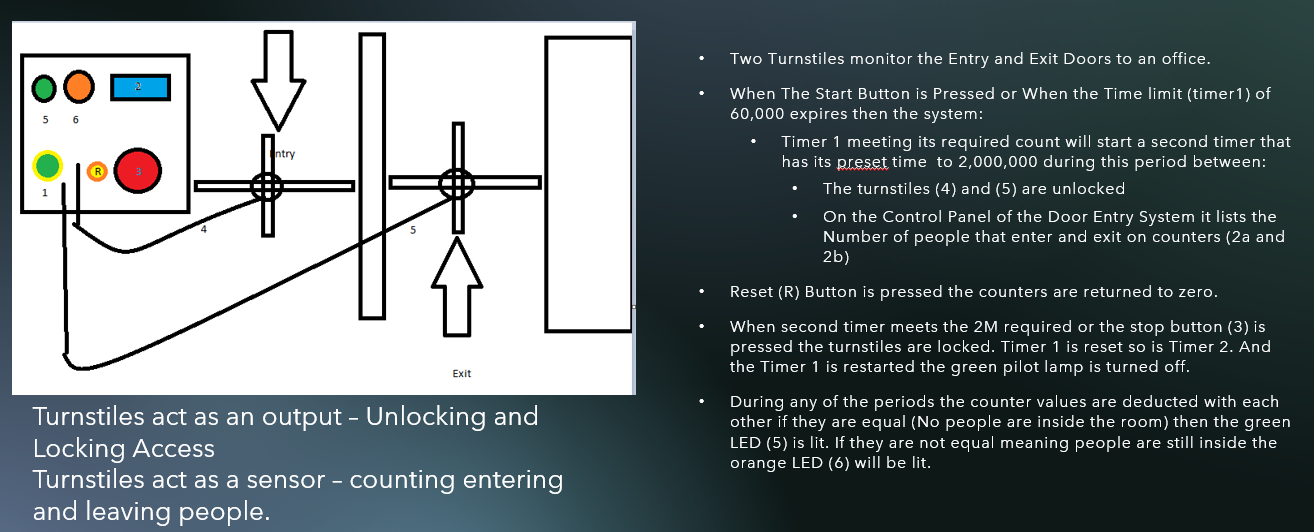 2
5
6
R
3
1
Entry
4
5
Exit
Turnstiles act as an output – Unlocking and
Locking Access
Turnstiles act as a sensor – counting entering
and leaving people.
• Two Turnstiles monitor the Entry and Exit Doors to an office.
• When The Start Button is Pressed or When the Time limit (timer1) of
60,000 expires then the system:
• Timer 1 meeting its required count will start a second timer that
has its preset time to 2,000,000 during this period between:
• The turnstiles (4) and (5) are unlocked
• On the Control Panel of the Door Entry System it lists the
Number of people that enter and exit on counters (2a and
2b)
• Reset (R) Button is pressed the counters are returned to zero.
• When second timer meets the 2M required or the stop button (3) is
pressed the turnstiles are locked. Timer 1 is reset so is Timer 2. And
the Timer 1 is restarted the green pilot lamp is turned off.
• During any of the periods the counter values are deducted with each
other if they are equal (No people are inside the room) then the green
LED (5) is lit. If they are not equal meaning people are still inside the
orange LED (6) will be lit.